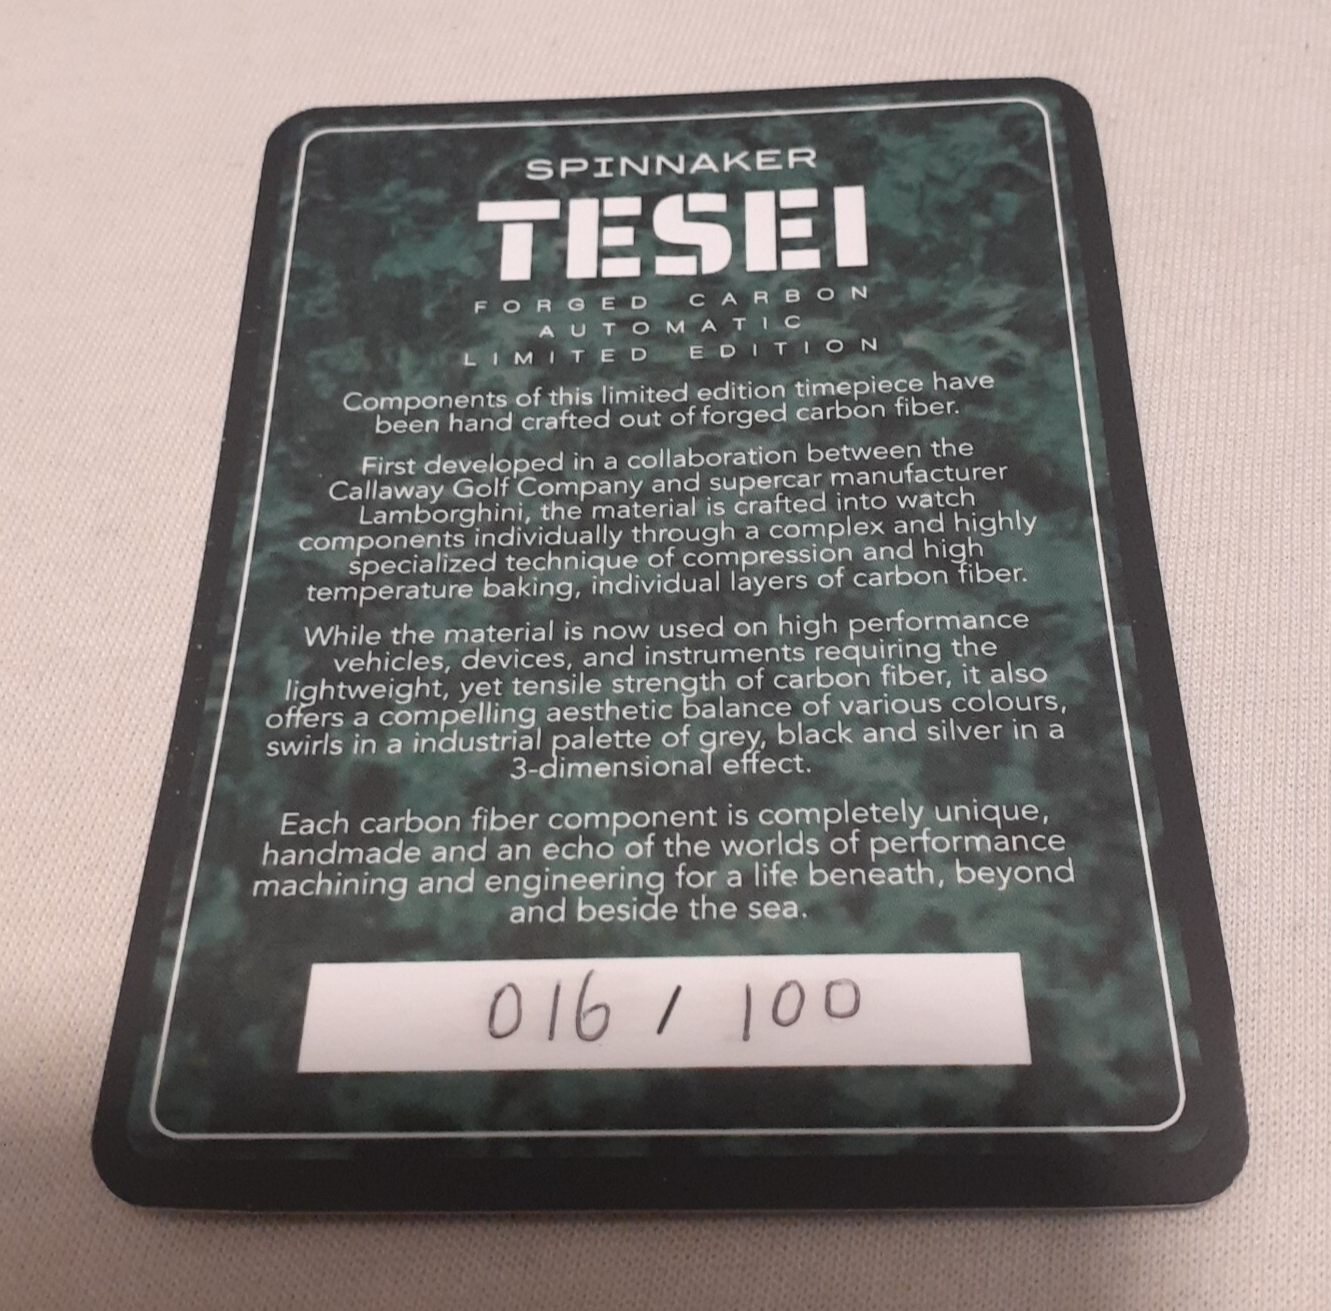 SPINNAKER
TESEI
FORGED CARBON
AUTOMATIC
LIMITED EDITION
Components of this limited edition timepiece have
been hand crafted out of forged carbon fiber.
First developed in a collaboration between the
Callaway Golf Company and supercar manufacturer
Lamborghini, the material is crafted into watch
components individually through a complex and highly
specialized technique of compression and high
temperature baking, individual layers of carbon fiber.
While the material is now used on high performance
vehicles, devices, and instruments requiring the
lightweight, yet tensile strength of carbon fiber, it also
offers a compelling aesthetic balance of various colours,
swirls in a industrial palette of grey, black and silver in a
3-dimensional effect.
Each carbon fiber component is completely unique,
handmade and an echo of the worlds of performance
machining and engineering for a life beneath, beyond
and beside the sea.
016 / 100